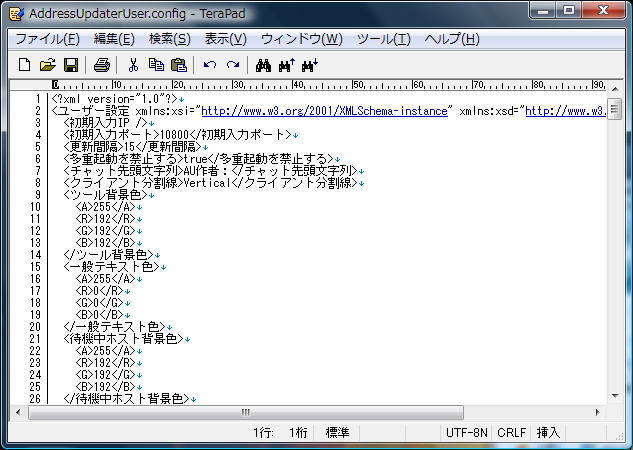 AddressUpdaterUser.config - TeraPad
ファイル(F) 編集(E) 検索(S) 表示(V) ウィンドウ(W) ツール(T) ヘルプ(H)
0 10 20 30 40 50 60 70 80 90
1 <?xml version="1.0"?>↓
2 <ユーザー設定 xmlns:xsi="http://www.w3.org/2001/XMLSchema-instance" xmlns:xsd="http://www.w3.
3 <初期入力IP />↓
4 <初期入力ポート>10800</初期入力ポート>↓
5 <更新間隔>15</更新間隔>↓
6 <多重起動を禁止する>true</多重起動を禁止する>↓
7 <チャット先頭文字列>AU作者：</チャット先頭文字列>↓
8 <クライアント分割線>Vertical</クライアント分割線>↓
9 <ツール背景色>↓
10 <A>255</A>↓
11 <R>192</R>↓
12 <G>192</G>↓
13 <B>192</B>↓
14 </ツール背景色>↓
15 <一般テキスト色>↓
16 <A>255</A>↓
17 <R>0</R>↓
18 <G>0</G>↓
19 <B>0</B>↓
20 </一般テキスト色>↓
21 <待機中ホスト背景色>↓
22 <A>255</A>↓
23 <R>192</R>↓
24 <G>192</G>↓
25 <B>192</B>↓
26 </待機中ホスト背景色>↓
1行: 1桁 標準 UTF-8N CRLF 挿入